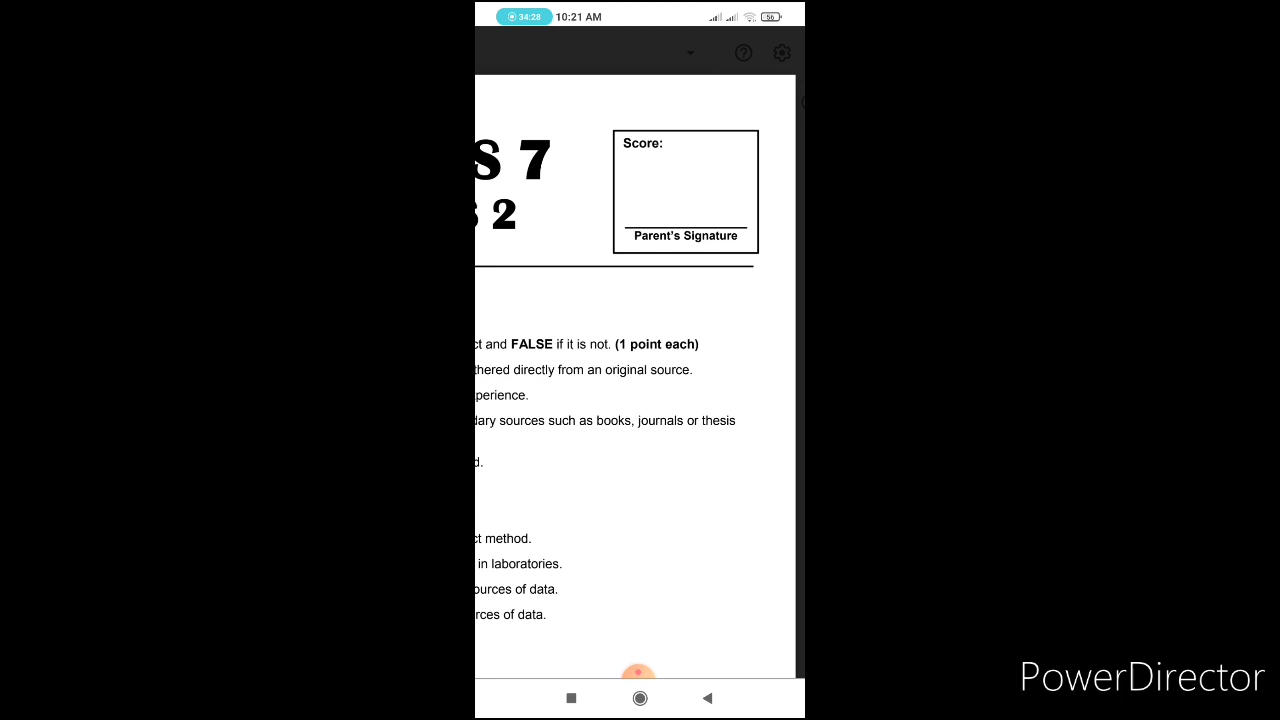 34:28 10:21 AM 56
S 7
Score:
2
Parent's Signature
ct and FALSE if it is not. (1 point each)
thered directly from an original source.
perience.
dary sources such as books, journals or thesis
d.
ct method.
in laboratories.
ources of data.
rces of data.
PowerDirector